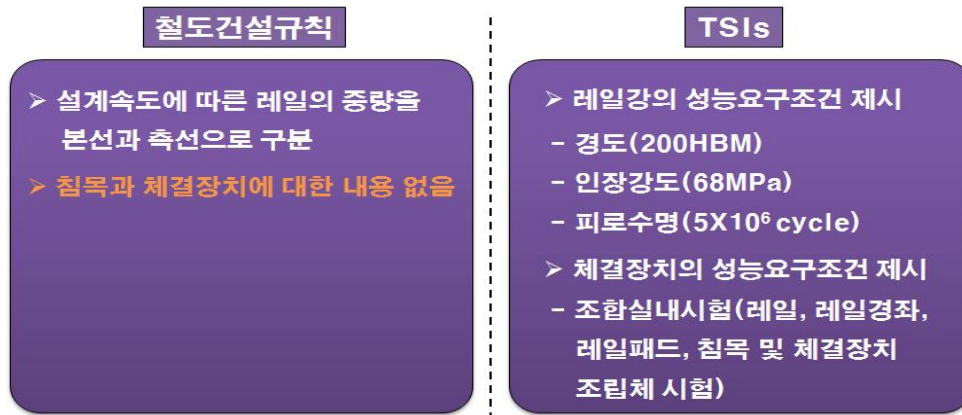 철도건설규칙
➢ 설계속도에 따른 레일의 중량을
본선과 측선으로 구분
➢ 침목과 체결장치에 대한 내용 없음
TSIs
➢ 레일강의 성능요구조건 제시
- 경도(200HBM)
- 인장강도(68MPa)
- 피로수명(5X10⁶ cycle)
➢ 체결장치의 성능요구조건 제시
- 조합실내시험(레일, 레일경좌,
레일패드, 침목 및 체결장치
조립체 시험)